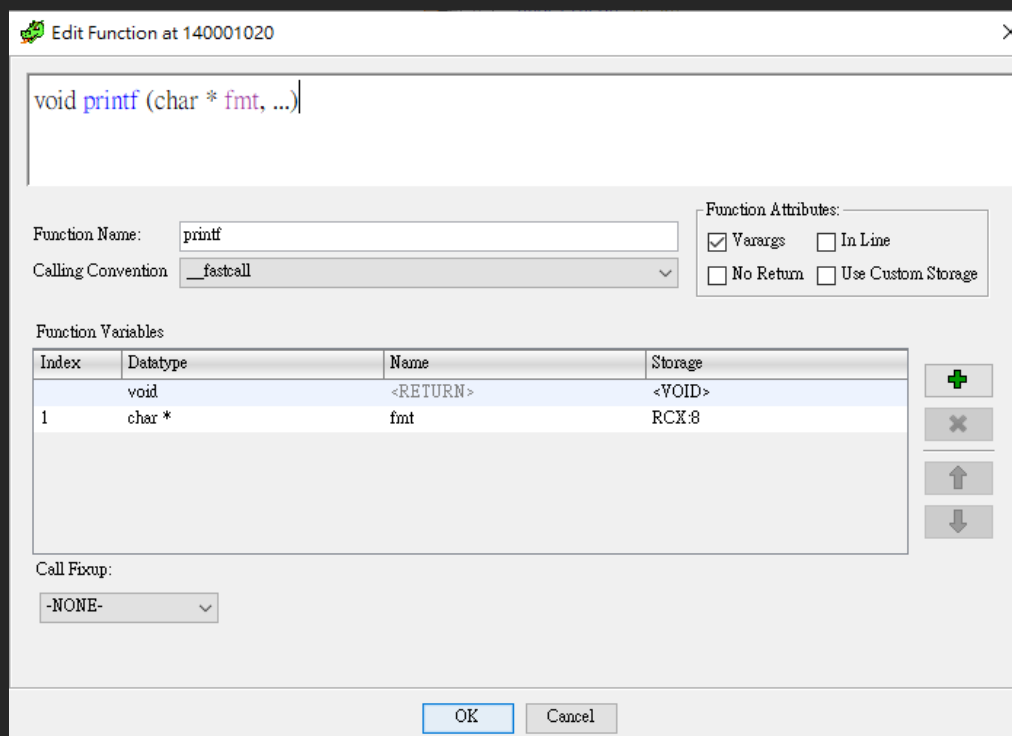 Edit Function at 140001020
void printf (char * fmt, ...)
Function Name: printf
Calling Convention __fastcall
Function Attributes:
Varargs In Line
No Return Use Custom Storage
Function Variables
Index Datatype Name Storage
void <RETURN> <VOID>
1 char * fmt RCX:8
Call Fixup:
-NONE-
OK Cancel